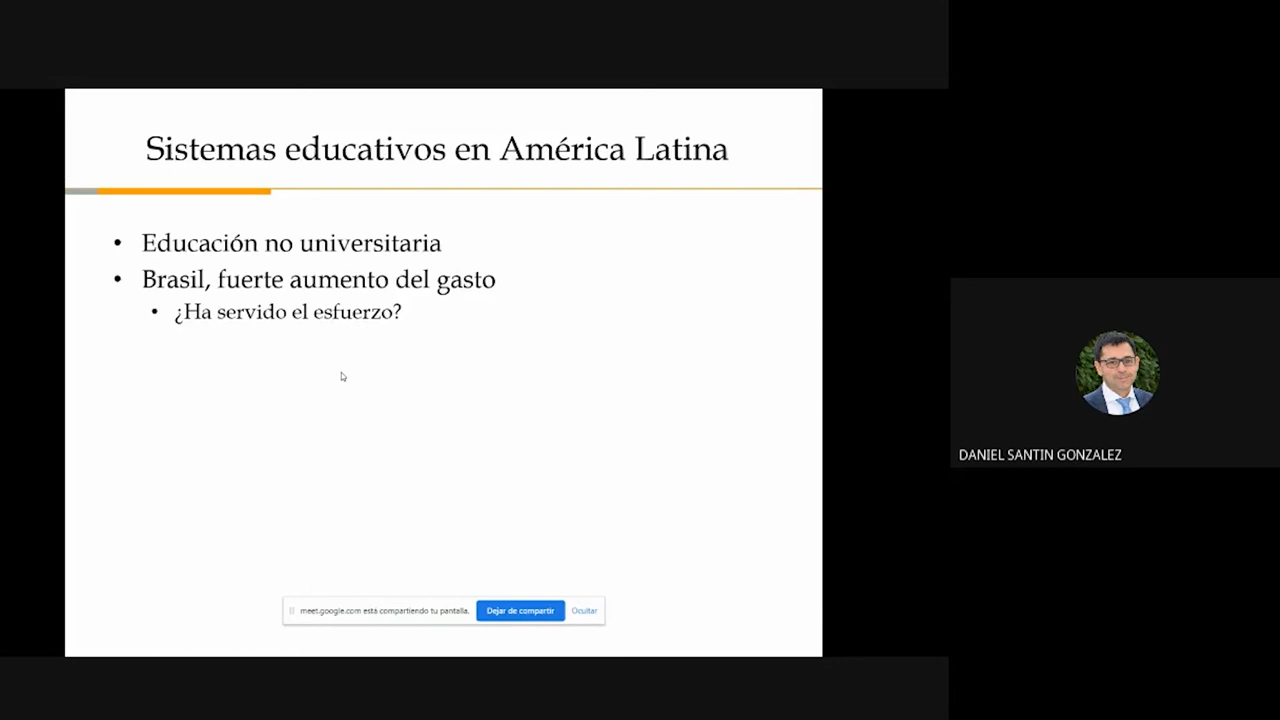 Sistemas educativos en América Latina
• Educación no universitaria
• Brasil, fuerte aumento del gasto
• ¿Ha servido el esfuerzo?
meet.google.com está compartiendo tu pantalla. Dejar de compartir Ocultar
DANIEL SANTIN GONZALEZ